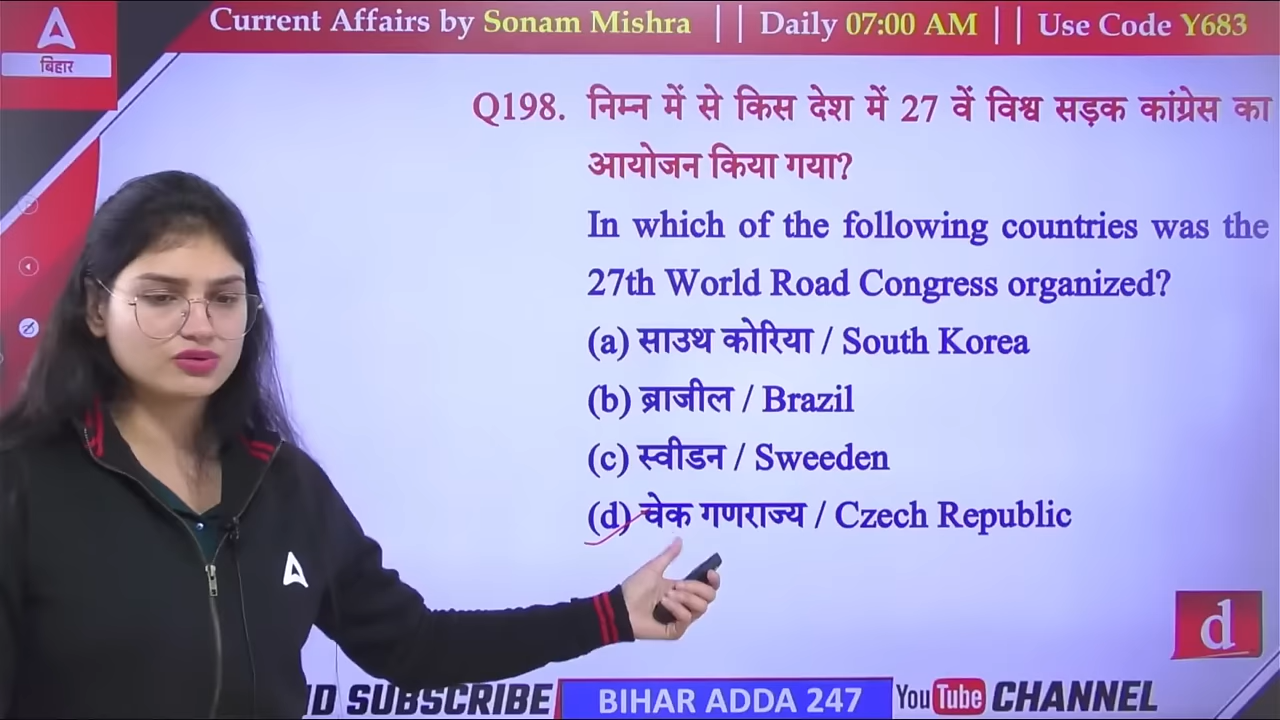 Current Affairs by Sonam Mishra || Daily 07:00 AM || Use Code Y683
बिहार
Q198. निम्न में से किस देश में 27 वें विश्व सड़क कांग्रेस का
आयोजन किया गया?
In which of the following countries was the
27th World Road Congress organized?
(a) साउथ कोरिया / South Korea
(b) ब्राजील / Brazil
(c) स्वीडन / Sweeden
(d) चेक गणराज्य / Czech Republic
d
D SUBSCRIBE BIHAR ADDA 247 YouTube CHANNEL